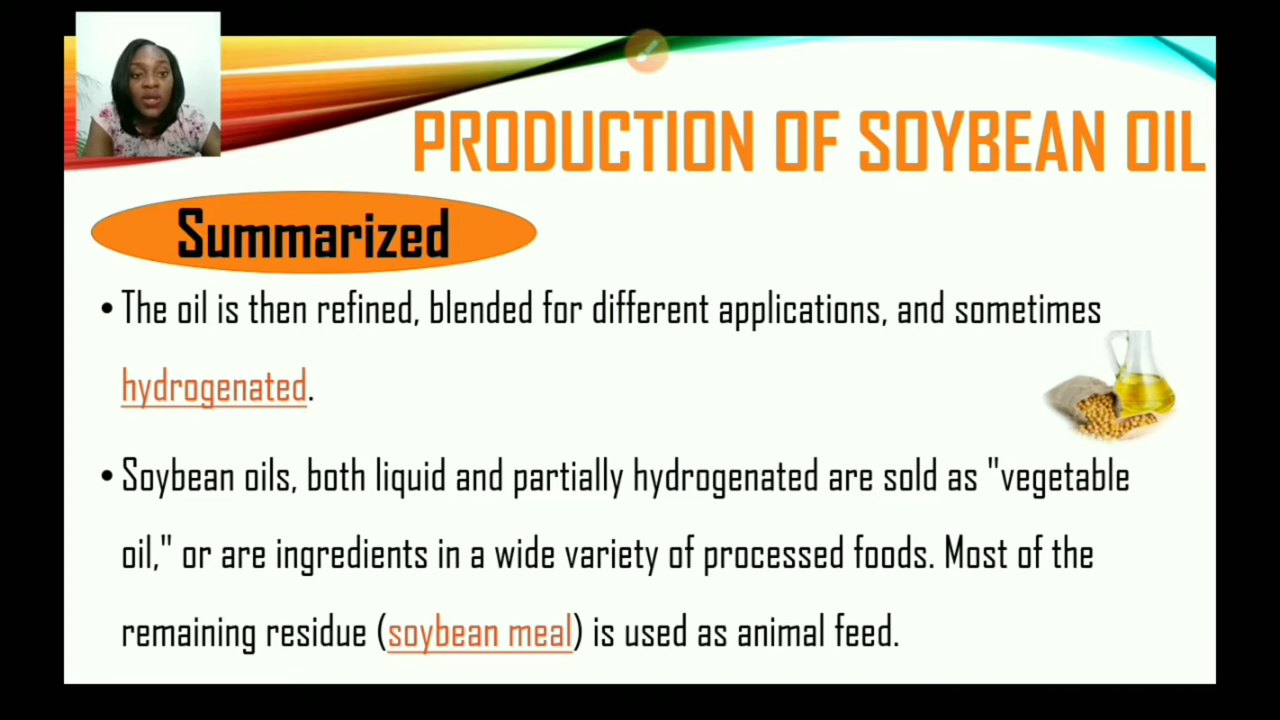 PRODUCTION OF SOYBEAN OIL
Summarized
• The oil is then refined, blended for different applications, and sometimes
hydrogenated.
• Soybean oils, both liquid and partially hydrogenated are sold as "vegetable
oil," or are ingredients in a wide variety of processed foods. Most of the
remaining residue (soybean meal) is used as animal feed.